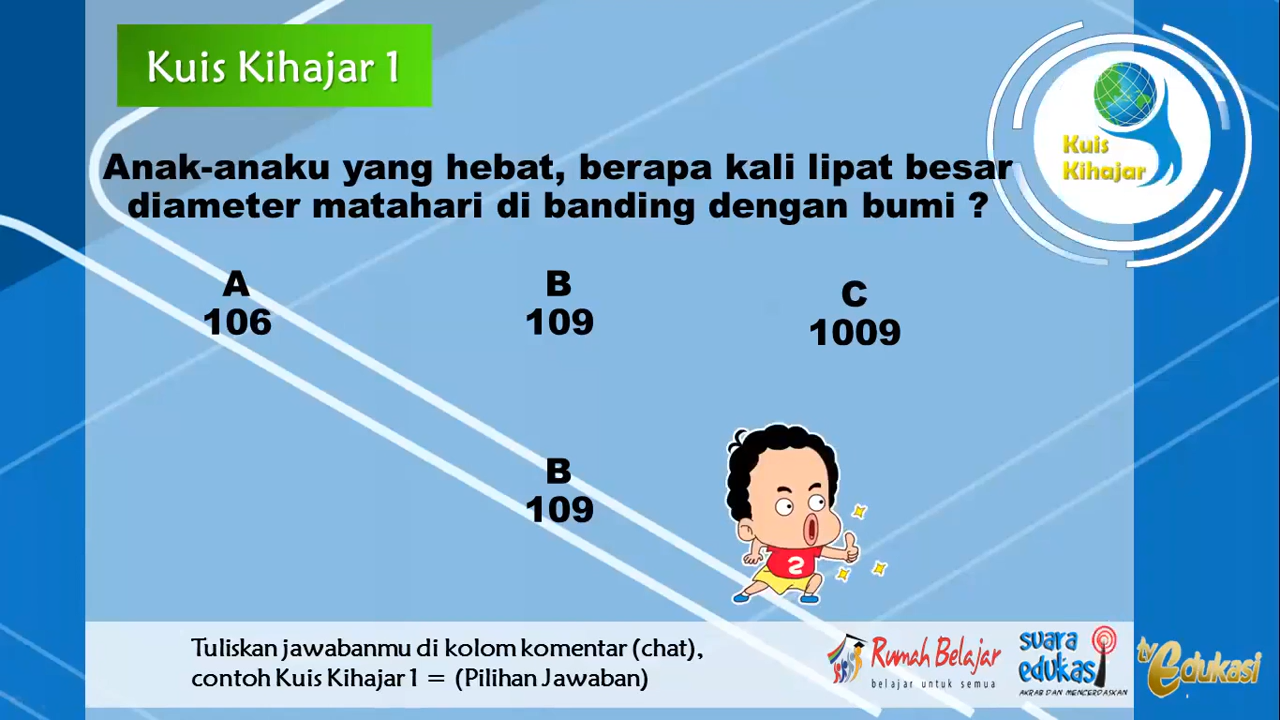 Kuis Kihajar 1
Kuis
Kihajar
Anak-anaku yang hebat, berapa kali lipat besar
diameter matahari di banding dengan bumi ?
A
106
B
109
C
1009
B
109
2
Tuliskan jawabanmu di kolom komentar (chat),
contoh Kuis Kihajar 1 = (Pilihan Jawaban)
Rumah Belajar
belajar untuk semua
suara
edukasi
AKRAB DAN MENCERDASKAN
tv Edukasi